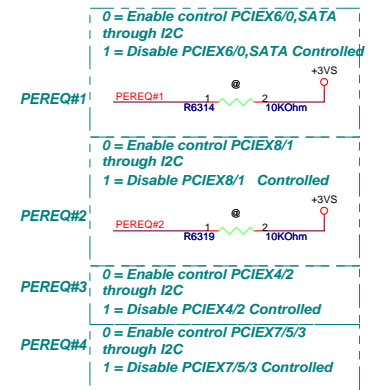 0 = Enable control PCIEX6/0,SATA
through I2C
1 = Disable PCIEX6/0,SATA Controlled
+3VS
@
PEREQ#1
PEREQ#1
1
2
R6314
10KOhm
0 = Enable control PCIEX8/1
through I2C
1 = Disable PCIEX8/1 Controlled
+3VS
@
PEREQ#2
PEREQ#2
1
2
R6319
10KOhm
0 = Enable control PCIEX4/2
PEREQ#3
through I2C
1 = Disable PCIEX4/2 Controlled
0 = Enable control PCIEX7/5/3
PEREQ#4
through I2C
1 = Disable PCIEX7/5/3 Controlled